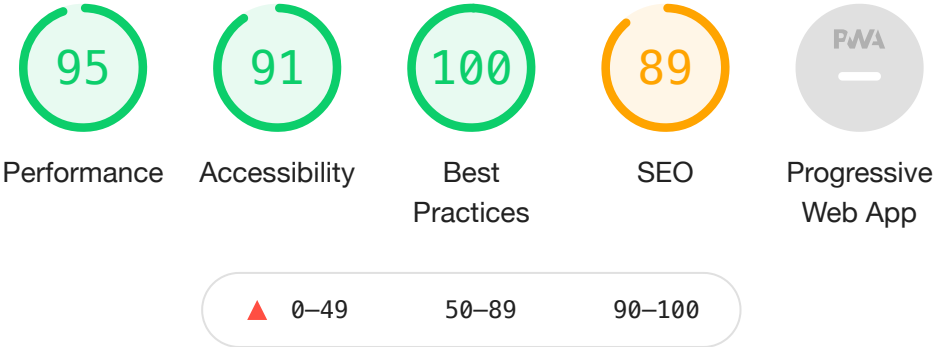 95 91 100 89 PWA
Performance Accessibility Best SEO Progressive
Practices Web App
0–49 50–89 90–100